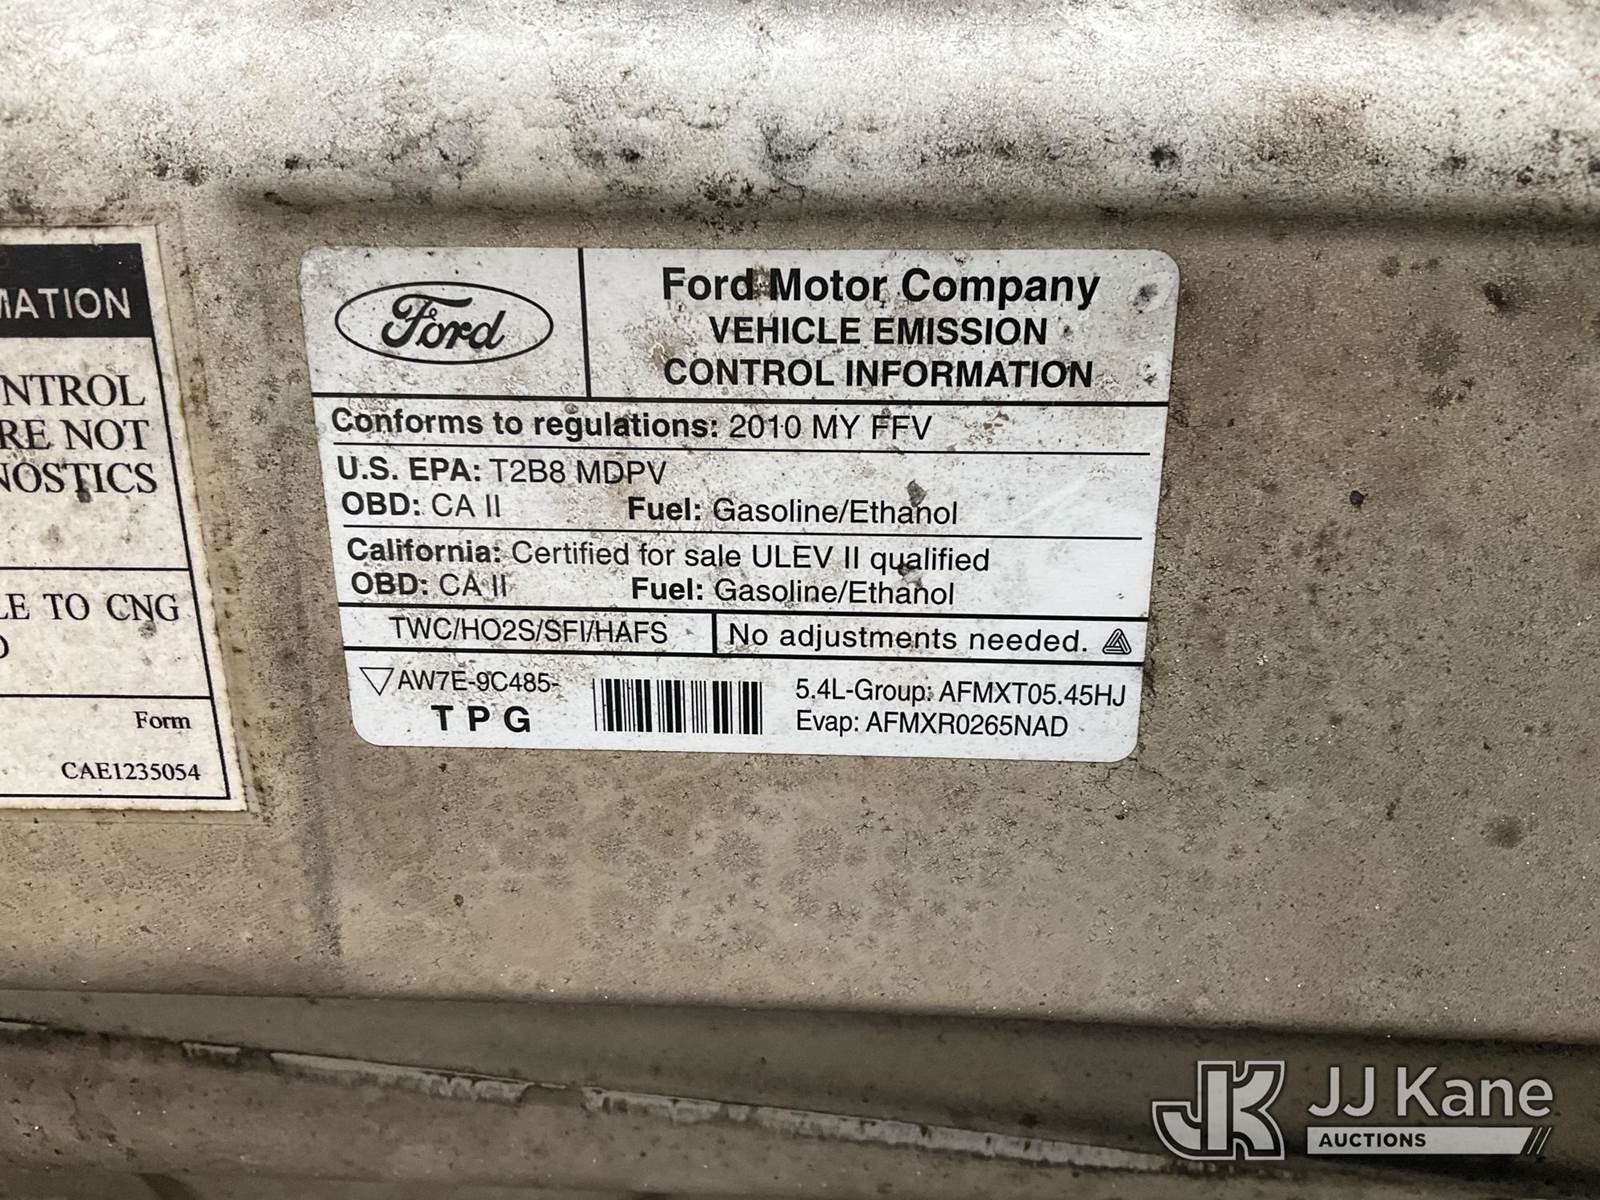 MATION
NTROL
RE NOT
NOSTICS
LE TO CNG
Form
CAE1235054
Ford
Ford Motor Company
VEHICLE EMISSION
CONTROL INFORMATION
Conforms to regulations: 2010 MY FFV
U.S. EPA: T2B8 MDPV
OBD: CA II Fuel: Gasoline/Ethanol
California: Certified for sale ULEV II qualified
OBD: CA II Fuel: Gasoline/Ethanol
TWC/HO2S/SFI/HAFS No adjustments needed.
AW7E-9C485-
T P G
5.4L-Group: AFMXT05.45HJ
Evap: AFMXR0265NAD
JK JJ Kane
AUCTIONS